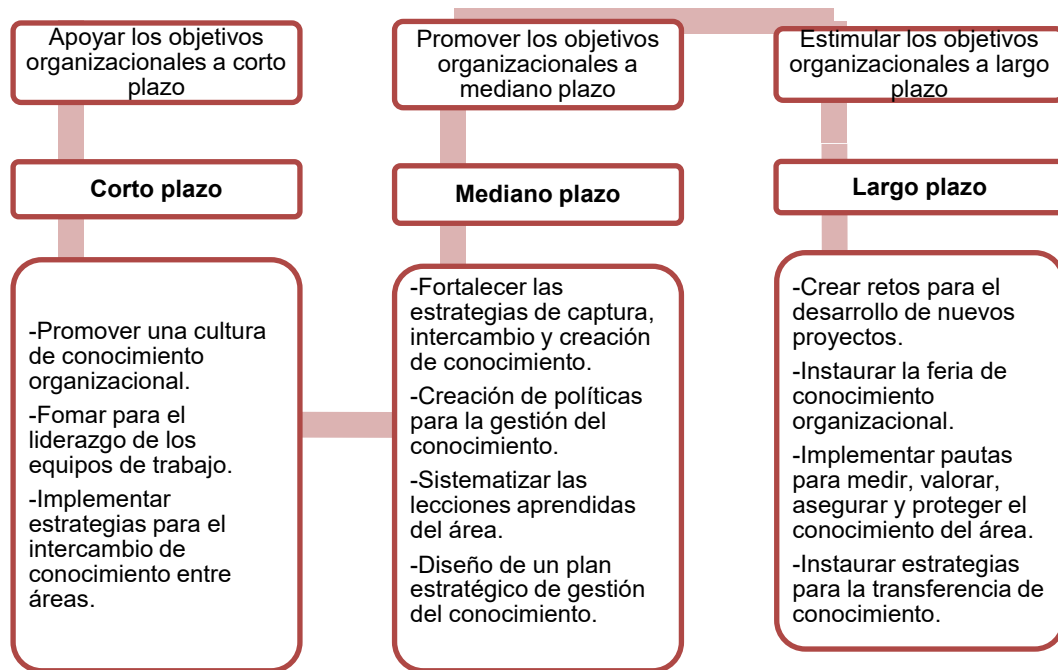 Apoyar los objetivos
organizacionales a corto
plazo
Corto plazo
-Promover una cultura
de conocimiento
organizacional.
-Fomar para el
liderazgo de los
equipos de trabajo.
-Implementar
estrategias para el
intercambio de
conocimiento entre
áreas.
Promover los objetivos
organizacionales a
mediano plazo
Mediano plazo
-Fortalecer las
estrategias de captura,
intercambio y creación
de conocimiento.
-Creación de políticas
para la gestión del
conocimiento.
-Sistematizar las
lecciones aprendidas
del área.
-Diseño de un plan
estratégico de gestión
del conocimiento.
Estimular los objetivos
organizacionales a largo
plazo
Largo plazo
-Crear retos para el
desarrollo de nuevos
proyectos.
-Instaurar la feria de
conocimiento
organizacional.
-Implementar pautas
para medir, valorar,
asegurar y proteger el
conocimiento del área.
-Instaurar estrategias
para la transferencia de
conocimiento.